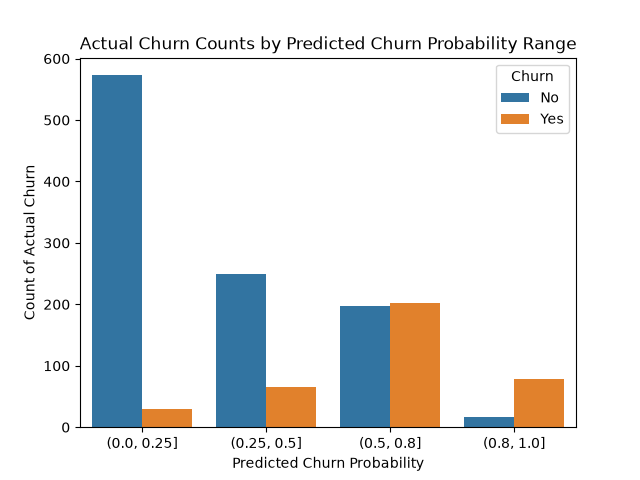 Actual Churn Counts by Predicted Churn Probability Range
Churn
No
Yes
600
500
400
300
200
100
0
Count of Actual Churn
(0.0, 0.25]
(0.25, 0.5]
(0.5, 0.8]
(0.8, 1.0]
Predicted Churn Probability